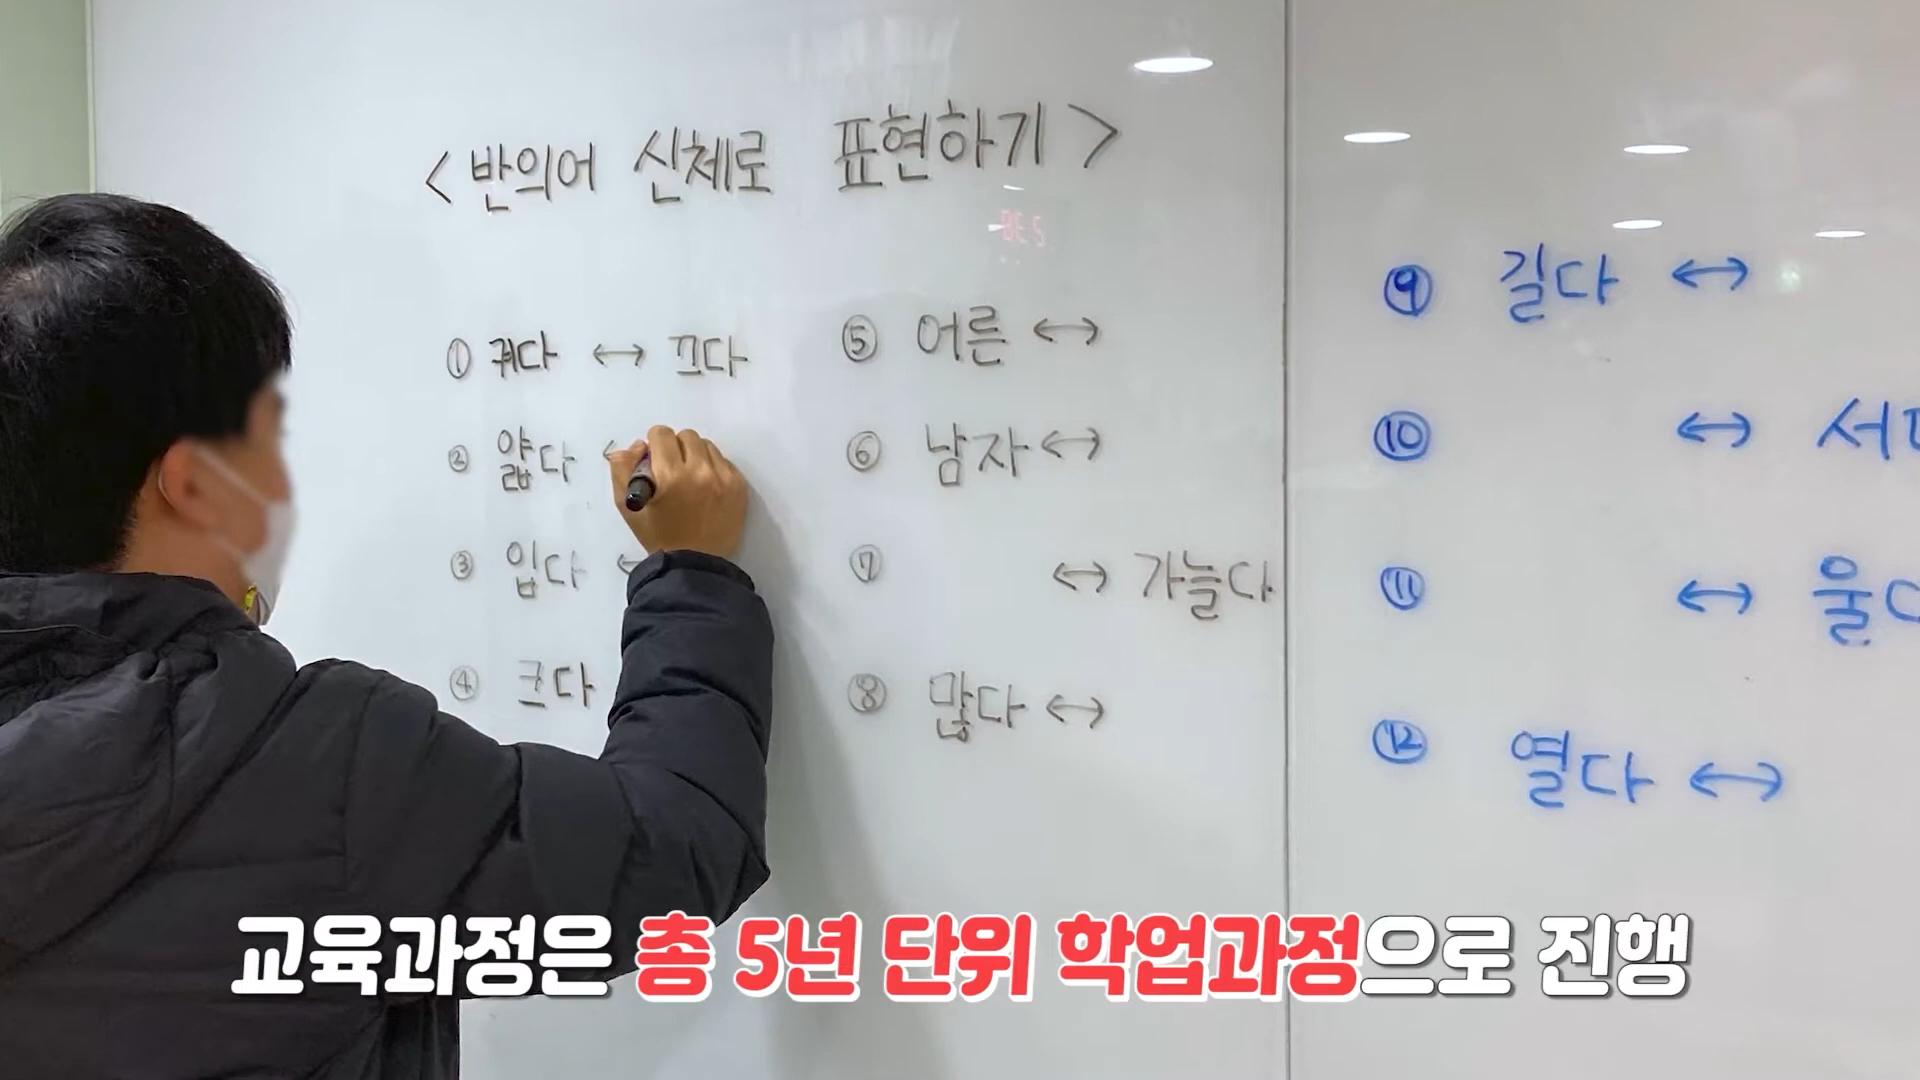 <반의어 신체로 표현하기>
① 켜다 ↔ 끄다
② 얇다
③ 입다
④ 크다
⑤ 어른 ↔
⑥ 남자 ↔
⑦ ↔ 가늘다
⑧ 많다 ↔
⑨ 길다 ↔
⑩ ↔ 서다
⑪ ↔ 울다
⑫ 열다 ↔
교육과정은 총 5년 단위 학업과정으로 진행